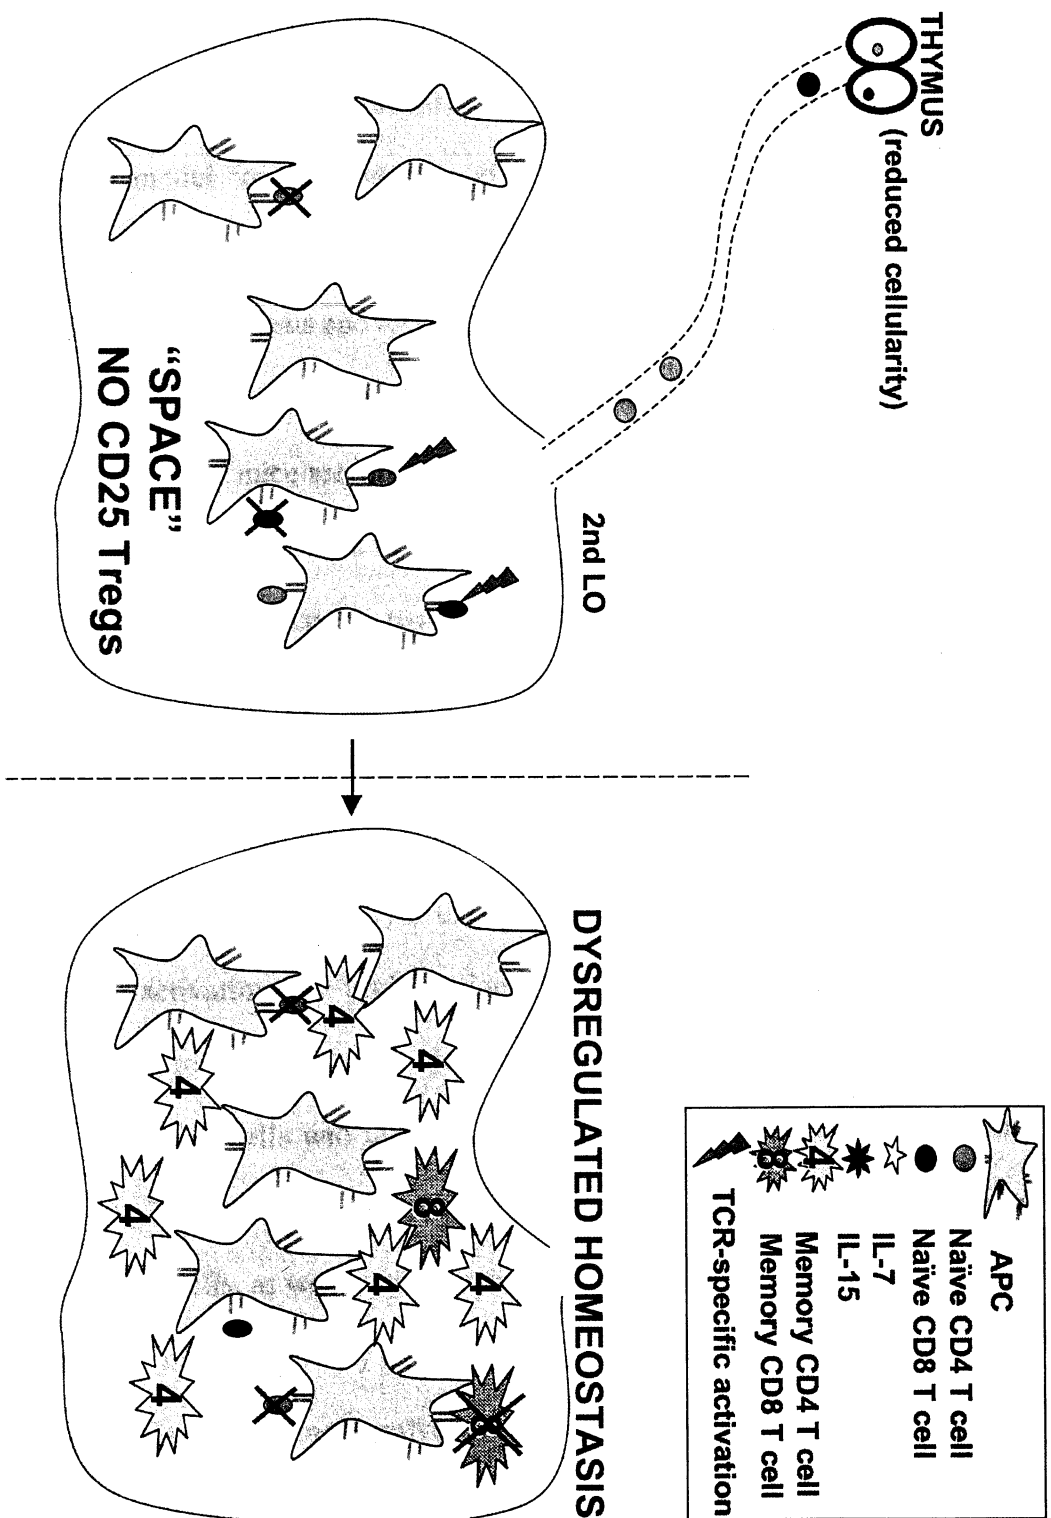 THYMUS
(reduced cellularity)
2nd LO
"SPACE"
NO CD25 Tregs
DYSREGULATED HOMEOSTASIS
4
4
4
8
4
4
4
8
4
APC
Naïve CD4 T cell
Naïve CD8 T cell
IL-7
IL-15
4
Memory CD4 T cell
8
Memory CD8 T cell
TCR-specific activation